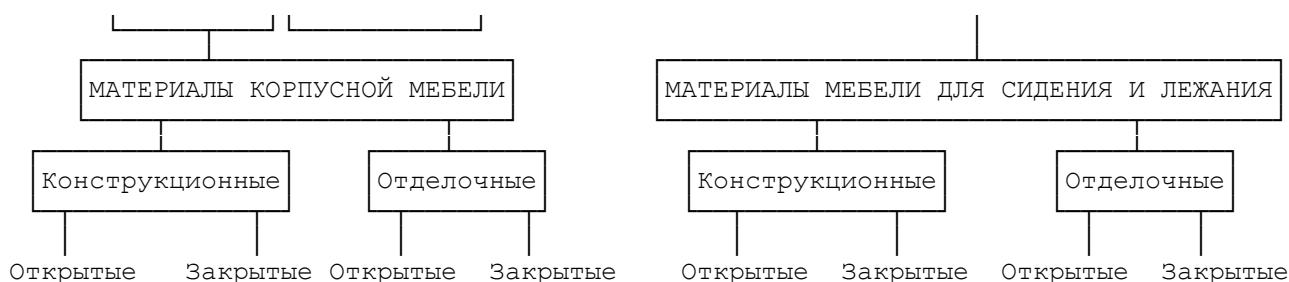 МАТЕРИАЛЫ КОРПУСНОЙ МЕБЕЛИ МАТЕРИАЛЫ МЕБЕЛИ ДЛЯ СИДЕНИЯ И ЛЕЖАНИЯ
Конструкционные Отделочные Конструкционные Отделочные
Открытые Закрытые Открытые Закрытые Открытые Закрытые Открытые Закрытые